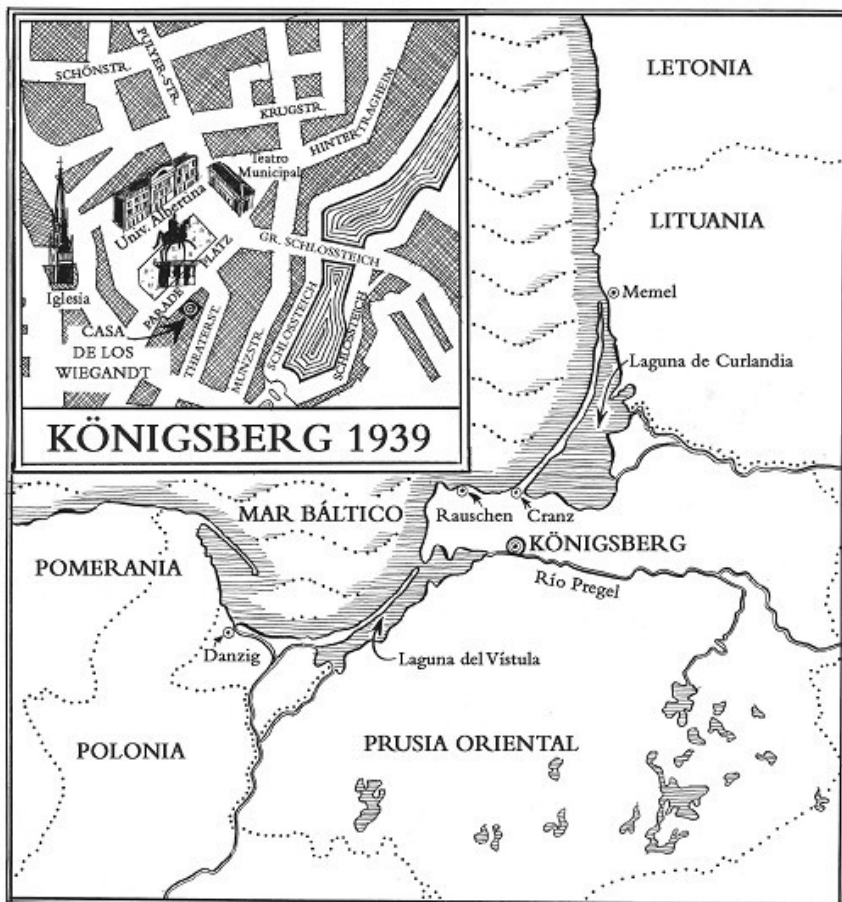 SCHÖNSTR.
PULVER-STR.
KRUGSTR.
HINTERTRAGHEIM
Teatro
Municipal
Univ. Albertina
GR. SCHLOSSTEICH
PARADE PLATZ
Iglesia
CASA
DE LOS
WIEGANDT
THEATERST.
MUNZSTR.
SCHLOSSTEICH
SCHLOSSTEICH
KÖNIGSBERG 1939
LETONIA
LITUANIA
Memel
Laguna de Curlandia
MAR BÁLTICO
Rauschen
Cranz
KÖNIGSBERG
POMERANIA
Río Pregel
Danzig
Laguna del Vístula
POLONIA
PRUSIA ORIENTAL